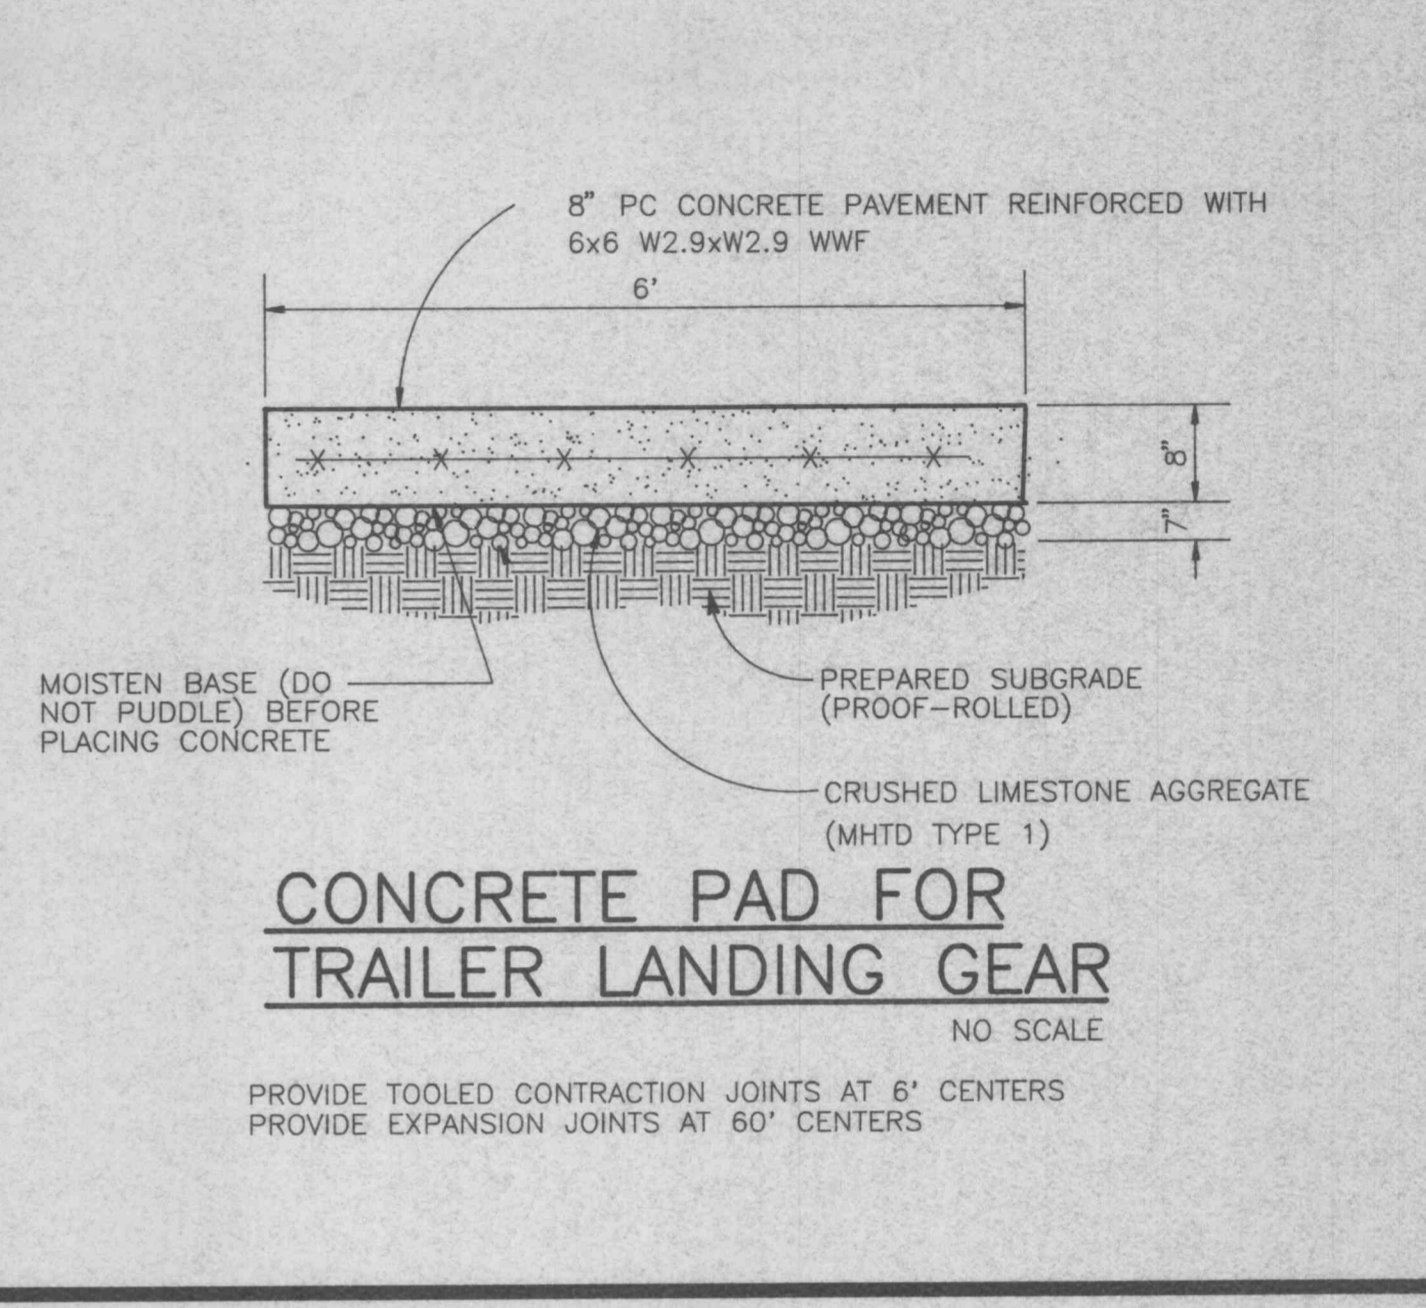 8" PC CONCRETE PAVEMENT REINFORCED WITH
6x6 W2.9xW2.9 WWF
6'
8"
7"
MOISTEN BASE (DO
NOT PUDDLE) BEFORE
PLACING CONCRETE
PREPARED SUBGRADE
(PROOF-ROLLED)
CRUSHED LIMESTONE AGGREGATE
(MHTD TYPE 1)
CONCRETE PAD FOR
TRAILER LANDING GEAR
NO SCALE
PROVIDE TOOLED CONTRACTION JOINTS AT 6' CENTERS
PROVIDE EXPANSION JOINTS AT 60' CENTERS